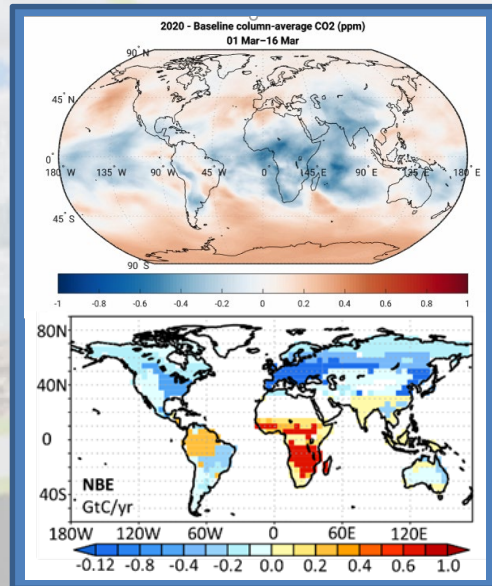 2020 - Baseline column-average CO2 (ppm)
01 Mar–16 Mar
90° N
45° N
0°
180° W 135° W 90° W 45° W 0° 45° E 90° E 135° E 180° E
45° S
90° S
-1 -0.8 -0.6 -0.4 -0.2 0 0.2 0.4 0.6 0.8 1
80N
40N
0
40S
NBE
GtC/yr
180W 120W 60W 0 60E 120E
-0.12 -0.8 -0.4 -0.2 0.0 0.2 0.4 0.6 1.0